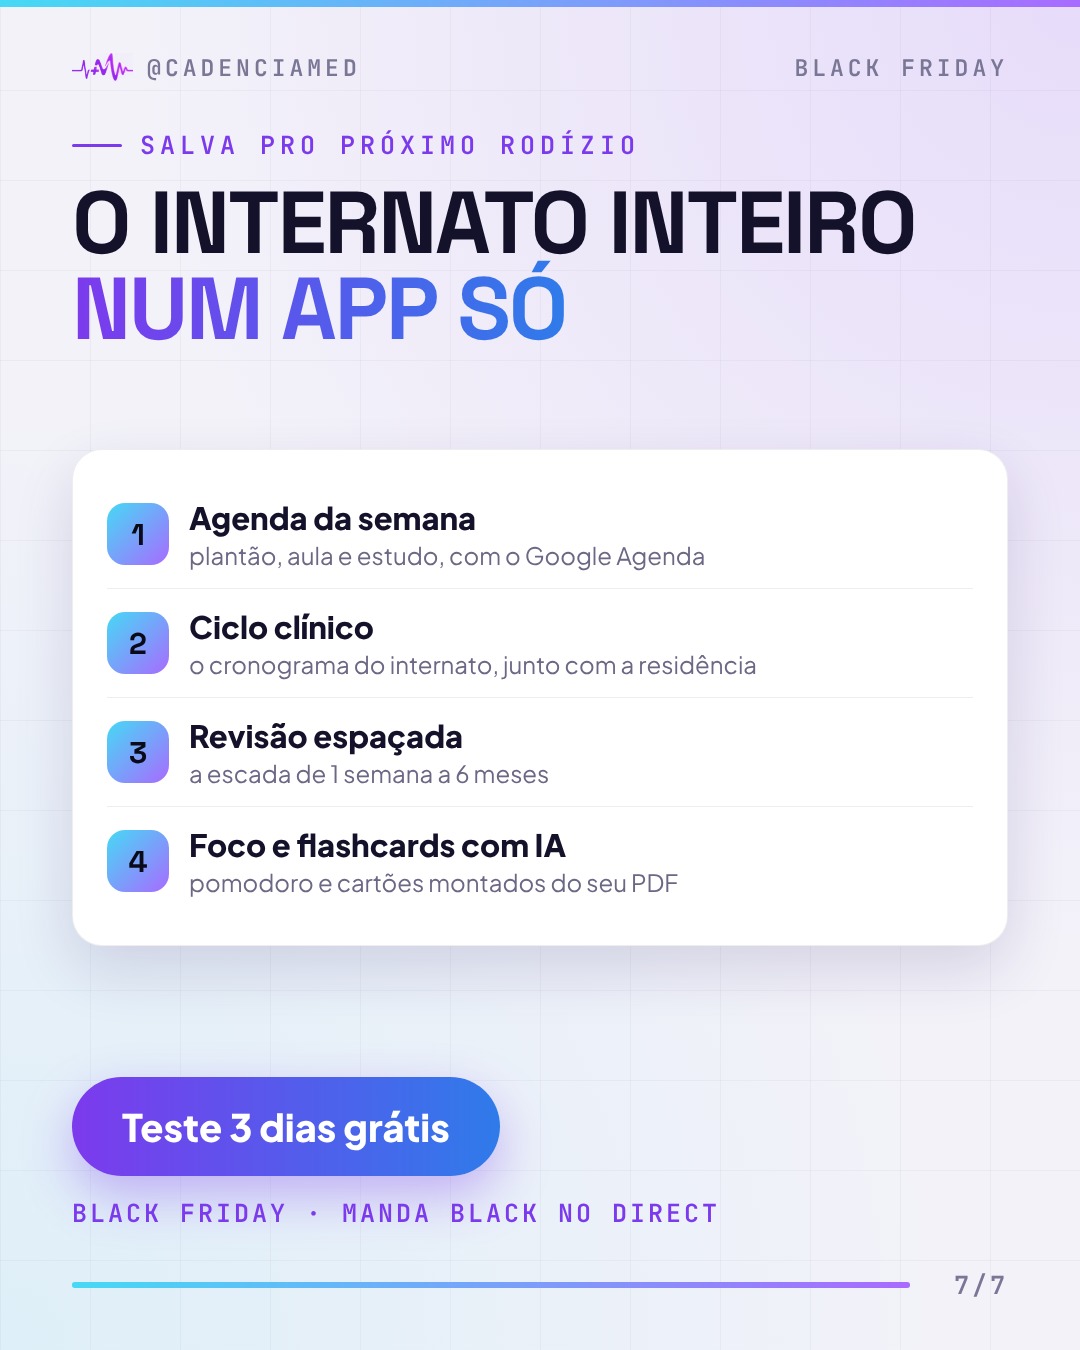 @CADENCIAMED
BLACK FRIDAY
SALVA PRO PRÓXIMO RODÍZIO
O INTERNATO INTEIRO
NUM APP SÓ
1
Agenda da semana
plantão, aula e estudo, com o Google Agenda
2
Ciclo clínico
o cronograma do internato, junto com a residência
3
Revisão espaçada
a escada de 1 semana a 6 meses
4
Foco e flashcards com IA
pomodoro e cartões montados do seu PDF
Teste 3 dias grátis
BLACK FRIDAY · MANDA BLACK NO DIRECT
7/7